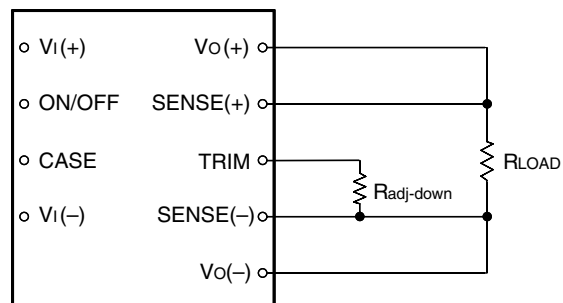 VI(+) VO(+)
ON/OFF SENSE(+)
CASE TRIM RLOAD
Radj-down
VI(–) SENSE(–)
VO(–)